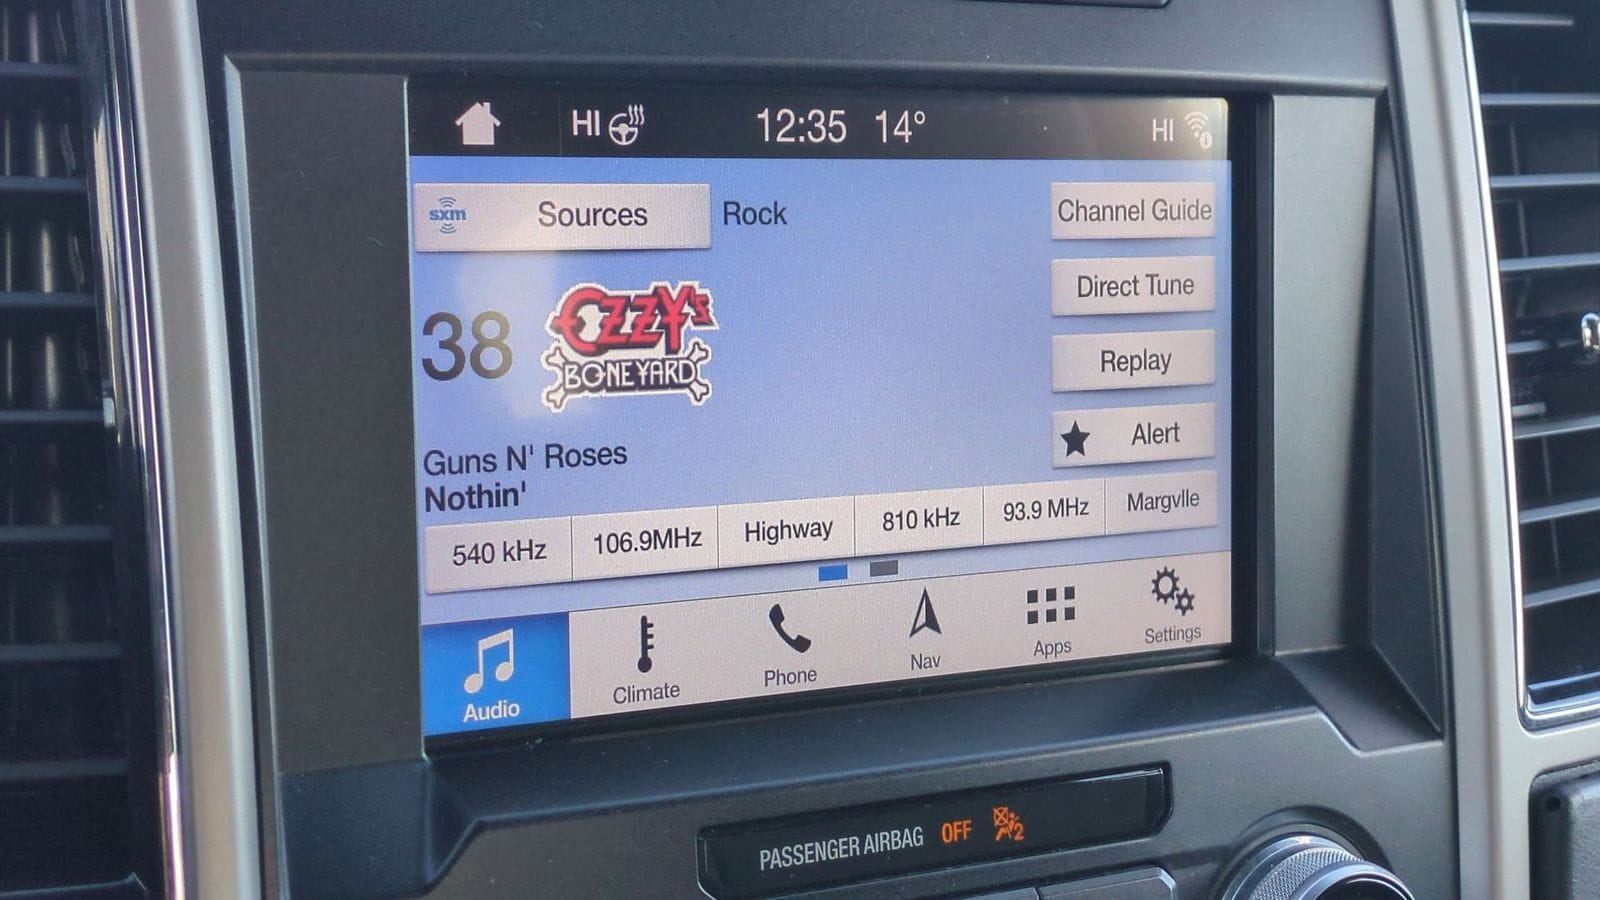 HI 12:35 14° HI
sxm Sources Rock Channel Guide
Direct Tune
38 OZZY'S
BONEYARD
Replay
Alert
Guns N' Roses
Nothin'
540 kHz 106.9MHz Highway 810 kHz 93.9 MHz Margvlle
Audio Climate Phone Nav Apps Settings
PASSENGER AIRBAG OFF 2